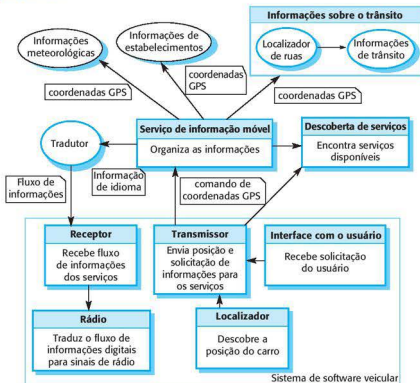 Informações sobre o trânsito
Informações
meteorológicas
Informações de
estabelecimentos
Localizador
de ruas
Informações
de trânsito
coordenadas GPS
coordenadas
GPS
coordenadas GPS
Serviço de informação móvel
Organiza as informações
Descoberta de serviços
Encontra serviços
disponíveis
Tradutor
Fluxo de
informações
Informação
de idioma
comando de
coordenadas GPS
Receptor
Recebe fluxo
de informações
dos serviços
Transmissor
Envia posição e
solicitação de
informações para
os serviços
Interface com o usuário
Recebe solicitação
do usuário
Rádio
Traduz o fluxo de
informações digitais
para sinais de rádio
Localizador
Descobre a
posição do carro
Sistema de software veicular